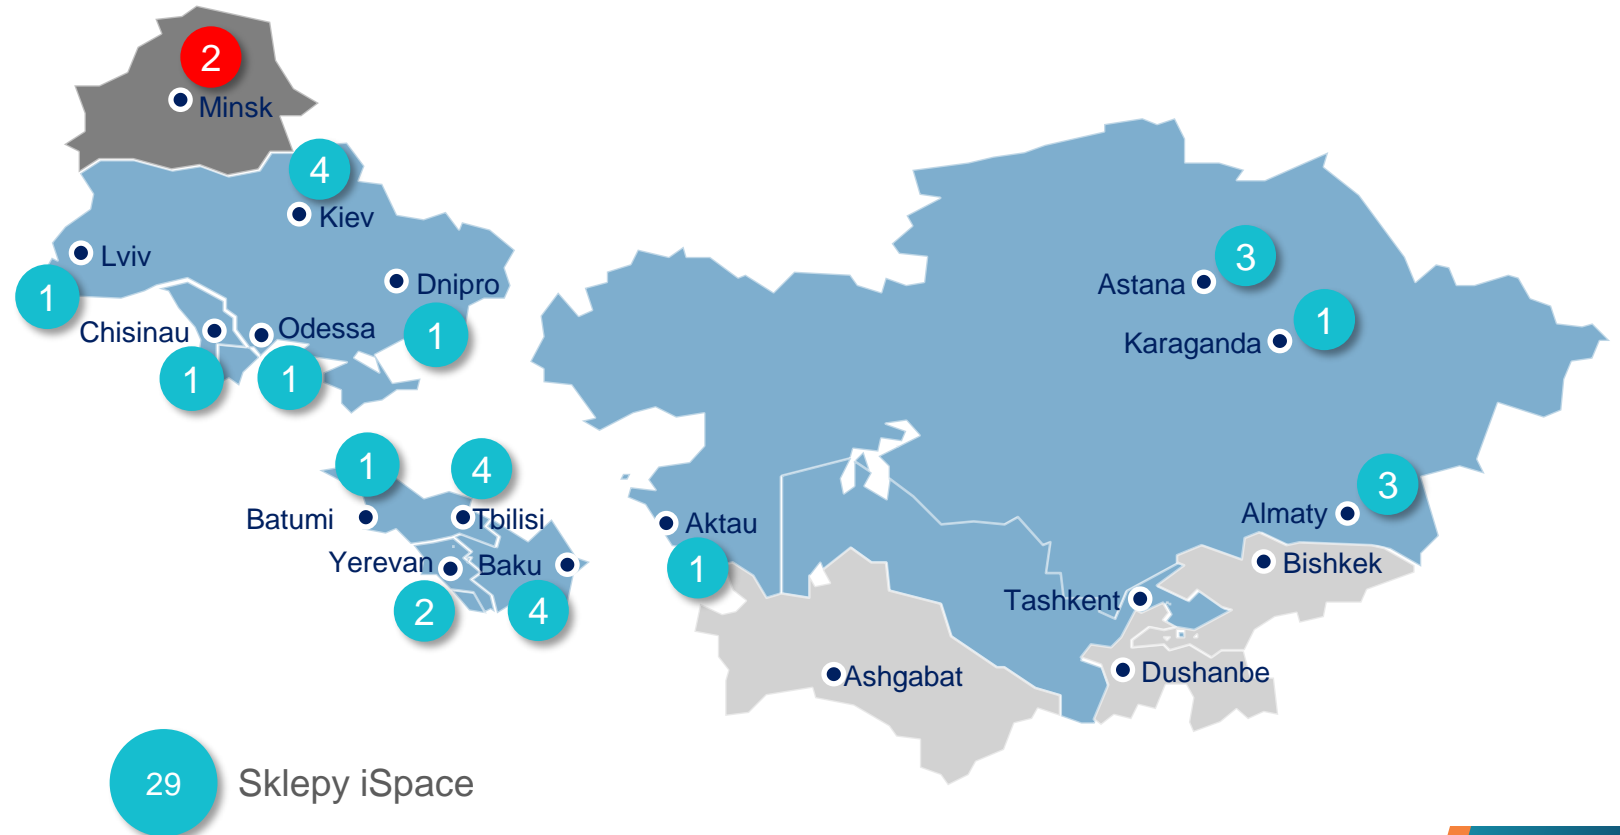 2
Minsk
4
Kiev
Lviv
1
Dnipro
1
Chisinau
1
Odessa
1
Astana
3
Karaganda
1
1
Batumi
4
Tbilisi
Yerevan
2
Baku
4
Aktau
1
Almaty
3
Bishkek
Tashkent
Dushanbe
Ashgabat
29 Sklepy iSpace